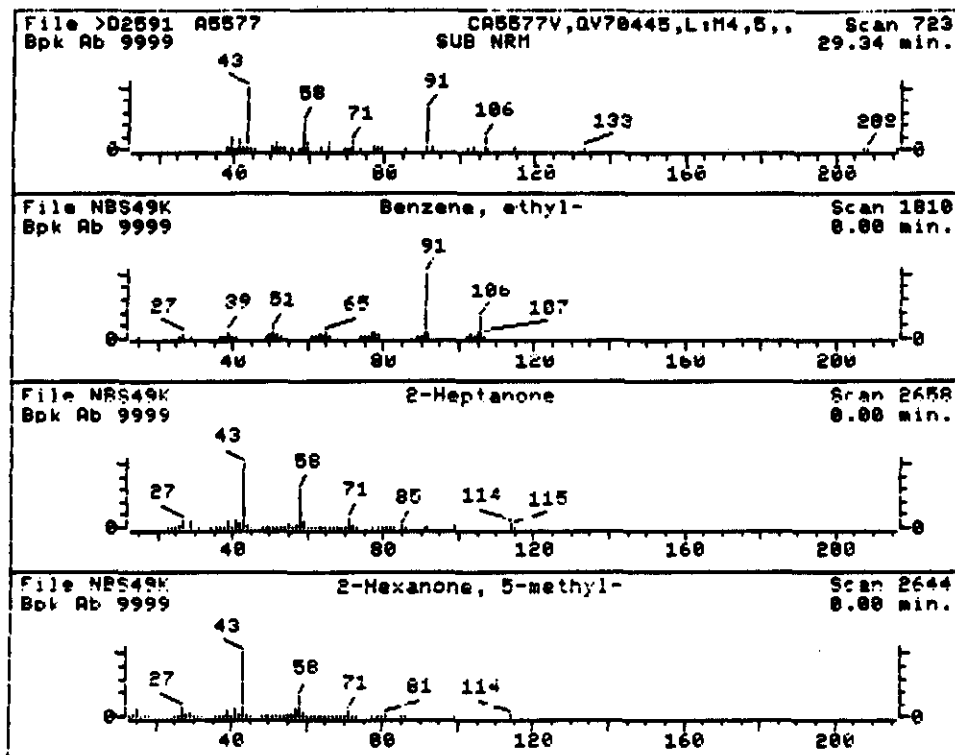 File >D2591 A5577 CA5577V,QV70445,L:M4,5,, Scan 723
Bpk Ab 9999 SUB NRM 29.34 min.
43 58 71 91 106 133 209
0 0
40 80 120 160 200
File NBS49K Benzene, ethyl- Scan 1810
Bpk Ab 9999 0.00 min.
27 39 51 65 91 106 107
0 0
40 80 120 160 200
File NBS49K 2-Heptanone Scan 2658
Bpk Ab 9999 0.00 min.
27 43 58 71 85 114 115
0 0
40 80 120 160 200
File NBS49K 2-Hexanone, 5-methyl- Scan 2644
Bpk Ab 9999 0.00 min.
27 43 58 71 81 114
0 0
40 80 120 160 200